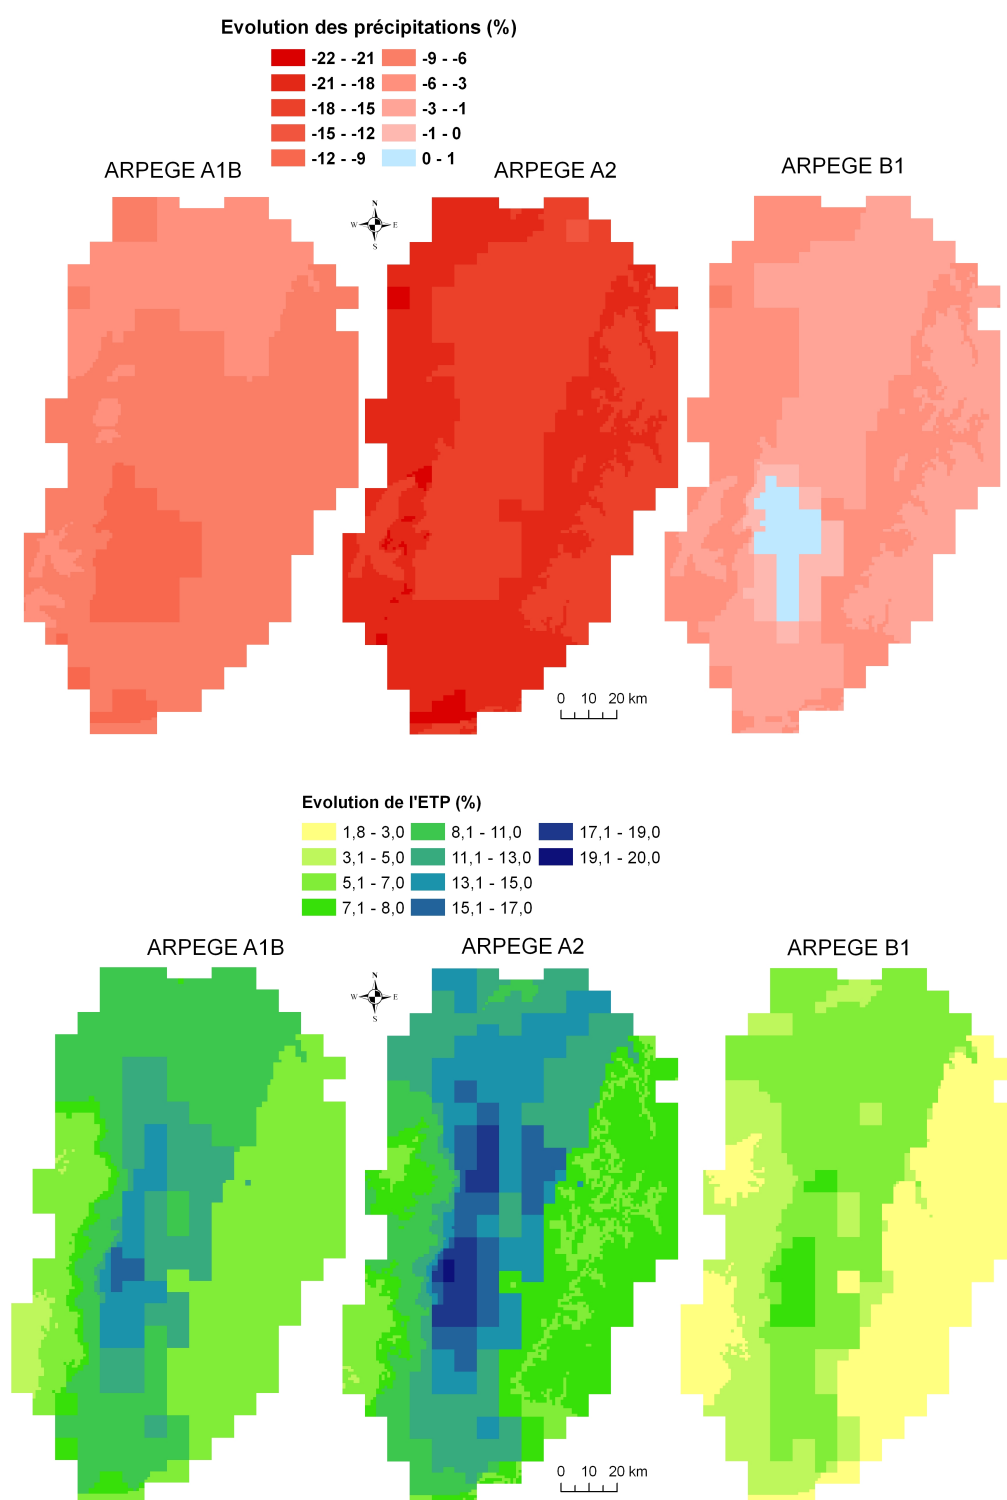 Evolution des précipitations (%)
-22 - -21 -9 - -6
-21 - -18 -6 - -3
-18 - -15 -3 - -1
-15 - -12 -1 - 0
-12 - -9 0 - 1
ARPEGE A1B ARPEGE A2 ARPEGE B1
N
W E
S
0 10 20 km
Evolution de l'ETP (%)
1,8 - 3,0 8,1 - 11,0 17,1 - 19,0
3,1 - 5,0 11,1 - 13,0 19,1 - 20,0
5,1 - 7,0 13,1 - 15,0
7,1 - 8,0 15,1 - 17,0
ARPEGE A1B ARPEGE A2 ARPEGE B1
N
W E
S
0 10 20 km